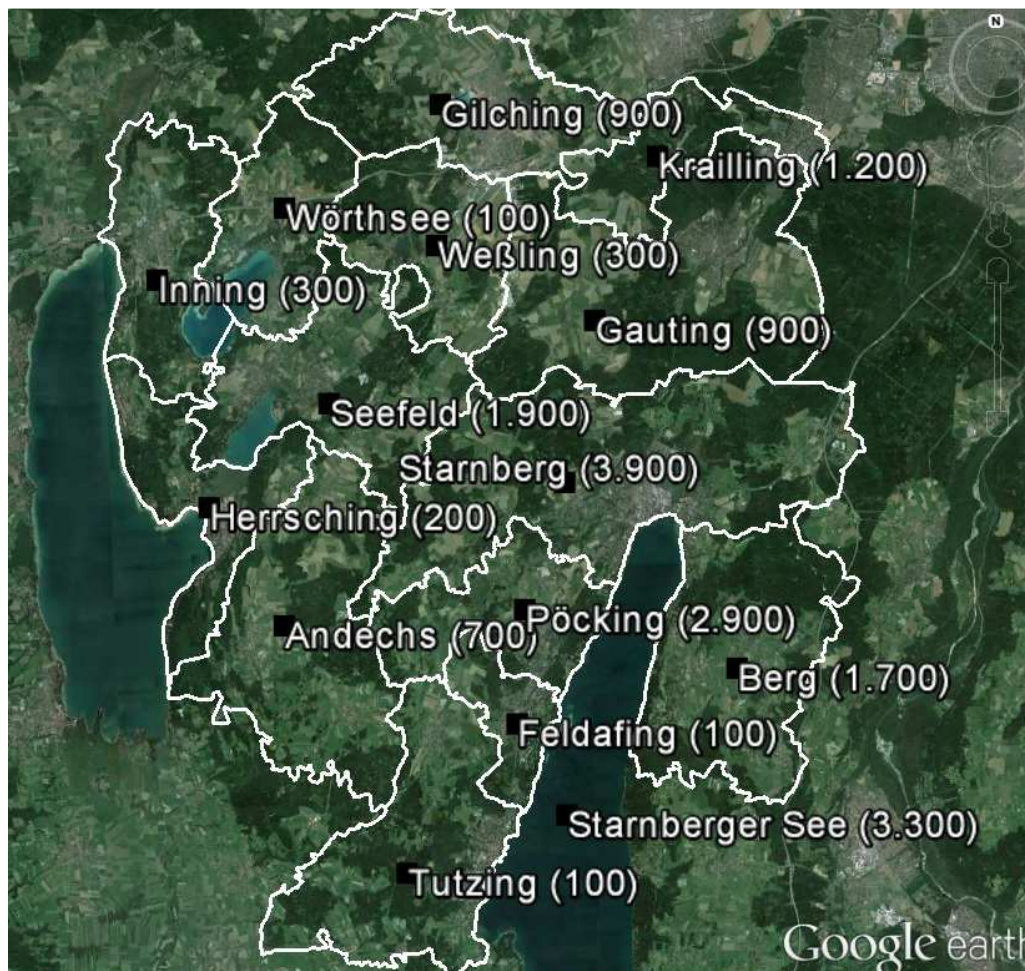 N
Gilching (900)
Krailling (1.200)
Wörthsee (100)
Weßling (300)
Inning (300)
Gauting (900)
Seefeld (1.900)
Starnberg (3.900)
Herrsching (200)
Pöcking (2.900)
Andechs (700)
Berg (1.700)
Feldafing (100)
Starnberger See (3.300)
Tutzing (100)
Google earth